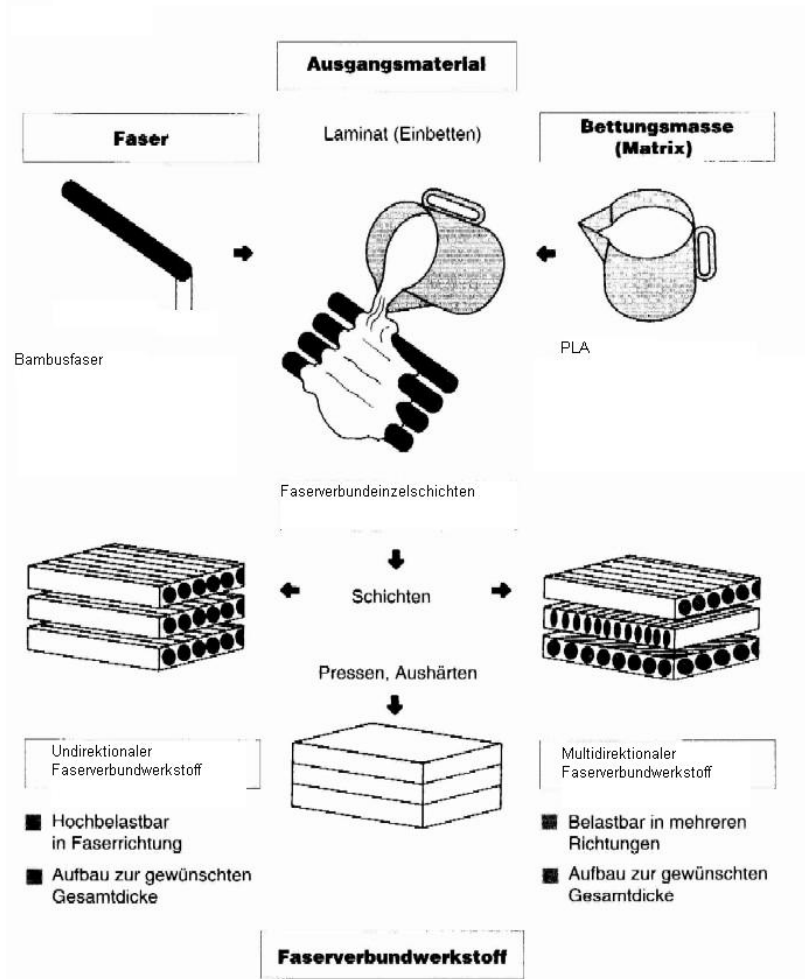 Ausgangsmaterial
Faser
Laminat (Einbetten)
Bettungsmasse
(Matrix)
Bambusfaser
PLA
Faserverbundeinzelschichten
Schichten
Pressen, Aushärten
Undirektionaler
Faserverbundwerkstoff
Multidirektionaler
Faserverbundwerkstoff
Hochbelastbar
in Faserrichtung
Aufbau zur gewünschten
Gesamtdicke
Belastbar in mehreren
Richtungen
Aufbau zur gewünschten
Gesamtdicke
Faserverbundwerkstoff